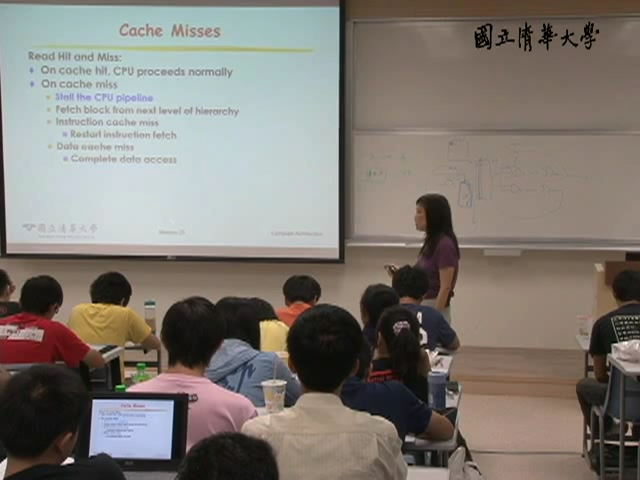 Cache Misses
國立清華大學
Read Hit and Miss:
On cache hit, CPU proceeds normally
On cache miss
Stall the CPU pipeline
Fetch block from next level of hierarchy
Instruction cache miss
Restart instruction fetch
Data cache miss
Complete data access
國立清華大學
Computer Architecture
Cache Misses